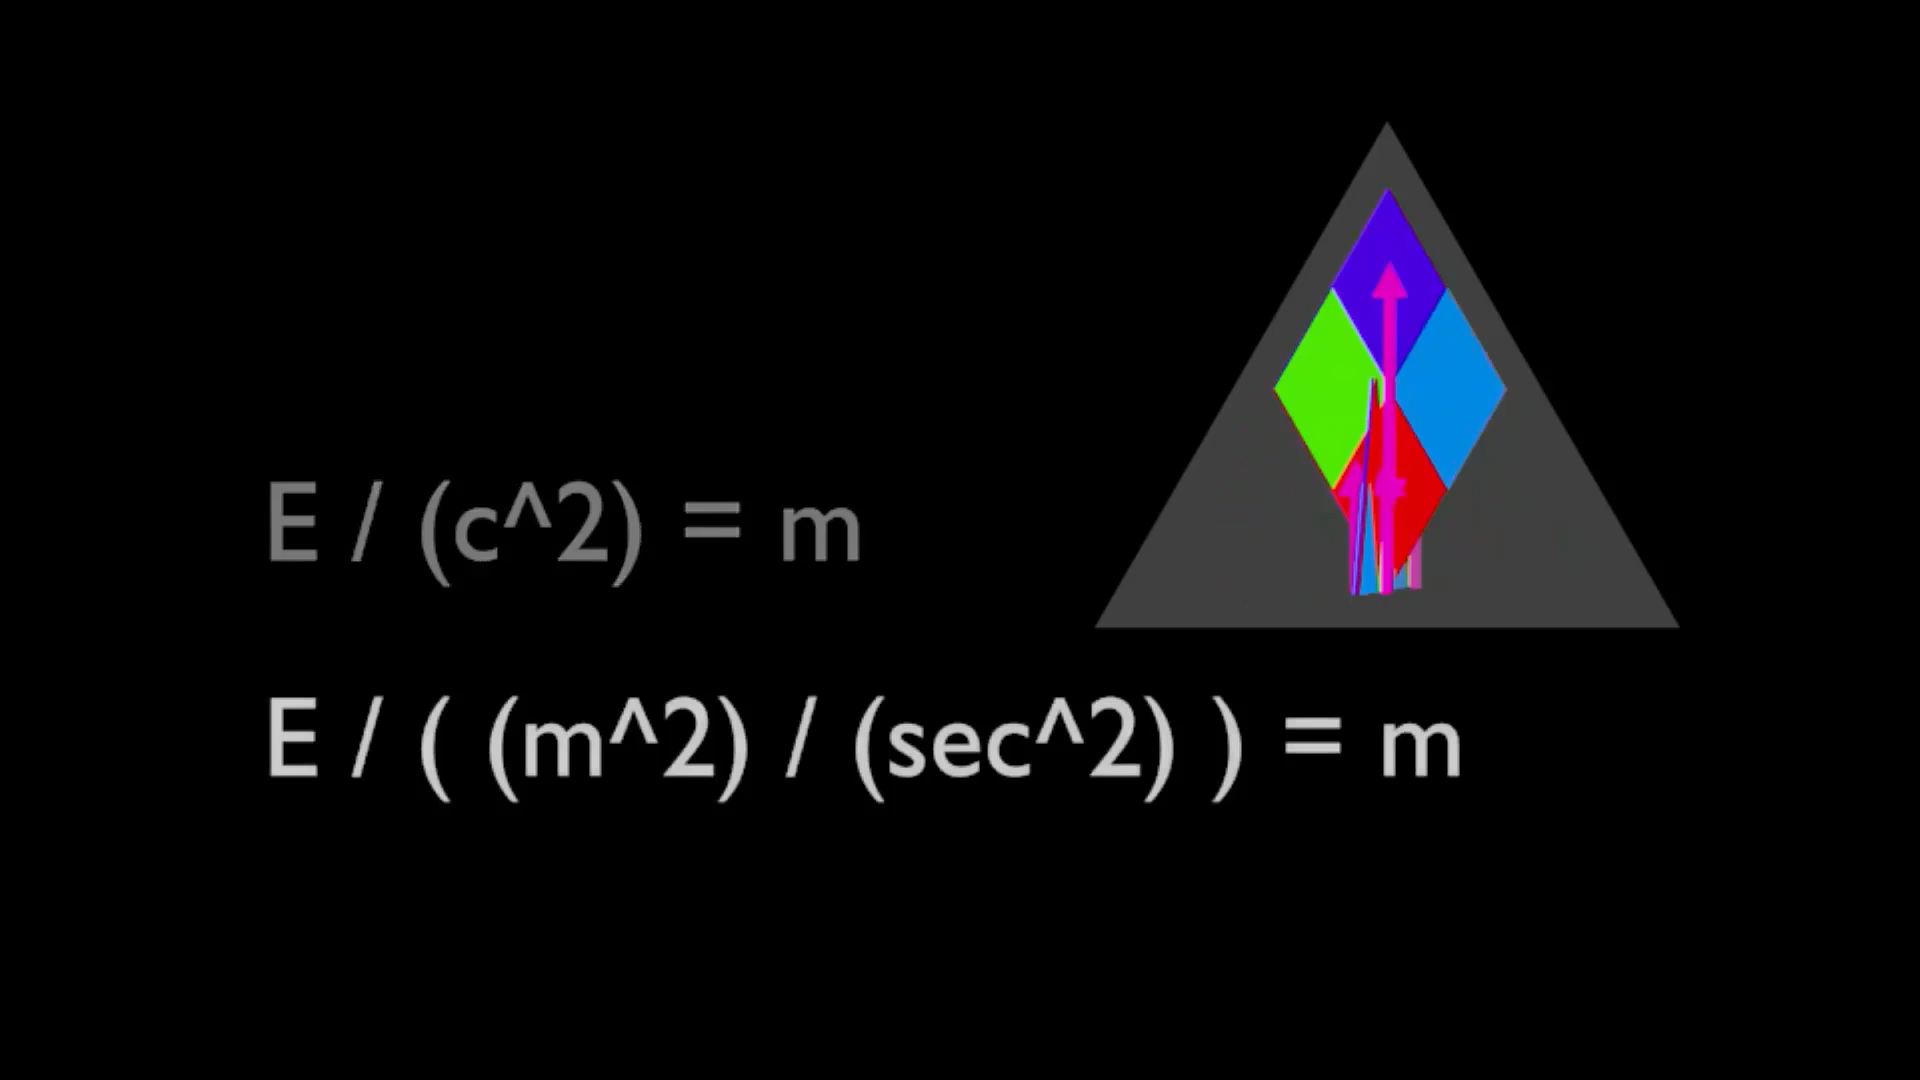 E / (c^2) = m
E / ( (m^2) / (sec^2) ) = m